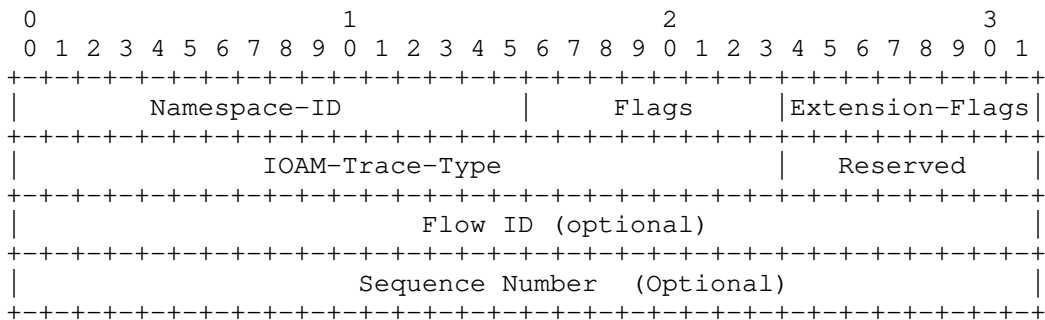 0                   1                   2                   3
 0 1 2 3 4 5 6 7 8 9 0 1 2 3 4 5 6 7 8 9 0 1 2 3 4 5 6 7 8 9 0 1
+-+-+-+-+-+-+-+-+-+-+-+-+-+-+-+-+-+-+-+-+-+-+-+-+-+-+-+-+-+-+-+-+
|        Namespace-ID           |     Flags     |Extension-Flags|
+-+-+-+-+-+-+-+-+-+-+-+-+-+-+-+-+-+-+-+-+-+-+-+-+-+-+-+-+-+-+-+-+
|               IOAM-Trace-Type                 |   Reserved    |
+-+-+-+-+-+-+-+-+-+-+-+-+-+-+-+-+-+-+-+-+-+-+-+-+-+-+-+-+-+-+-+-+
|                         Flow ID (optional)                    |
+-+-+-+-+-+-+-+-+-+-+-+-+-+-+-+-+-+-+-+-+-+-+-+-+-+-+-+-+-+-+-+-+
|                     Sequence Number  (Optional)               |
+-+-+-+-+-+-+-+-+-+-+-+-+-+-+-+-+-+-+-+-+-+-+-+-+-+-+-+-+-+-+-+-+